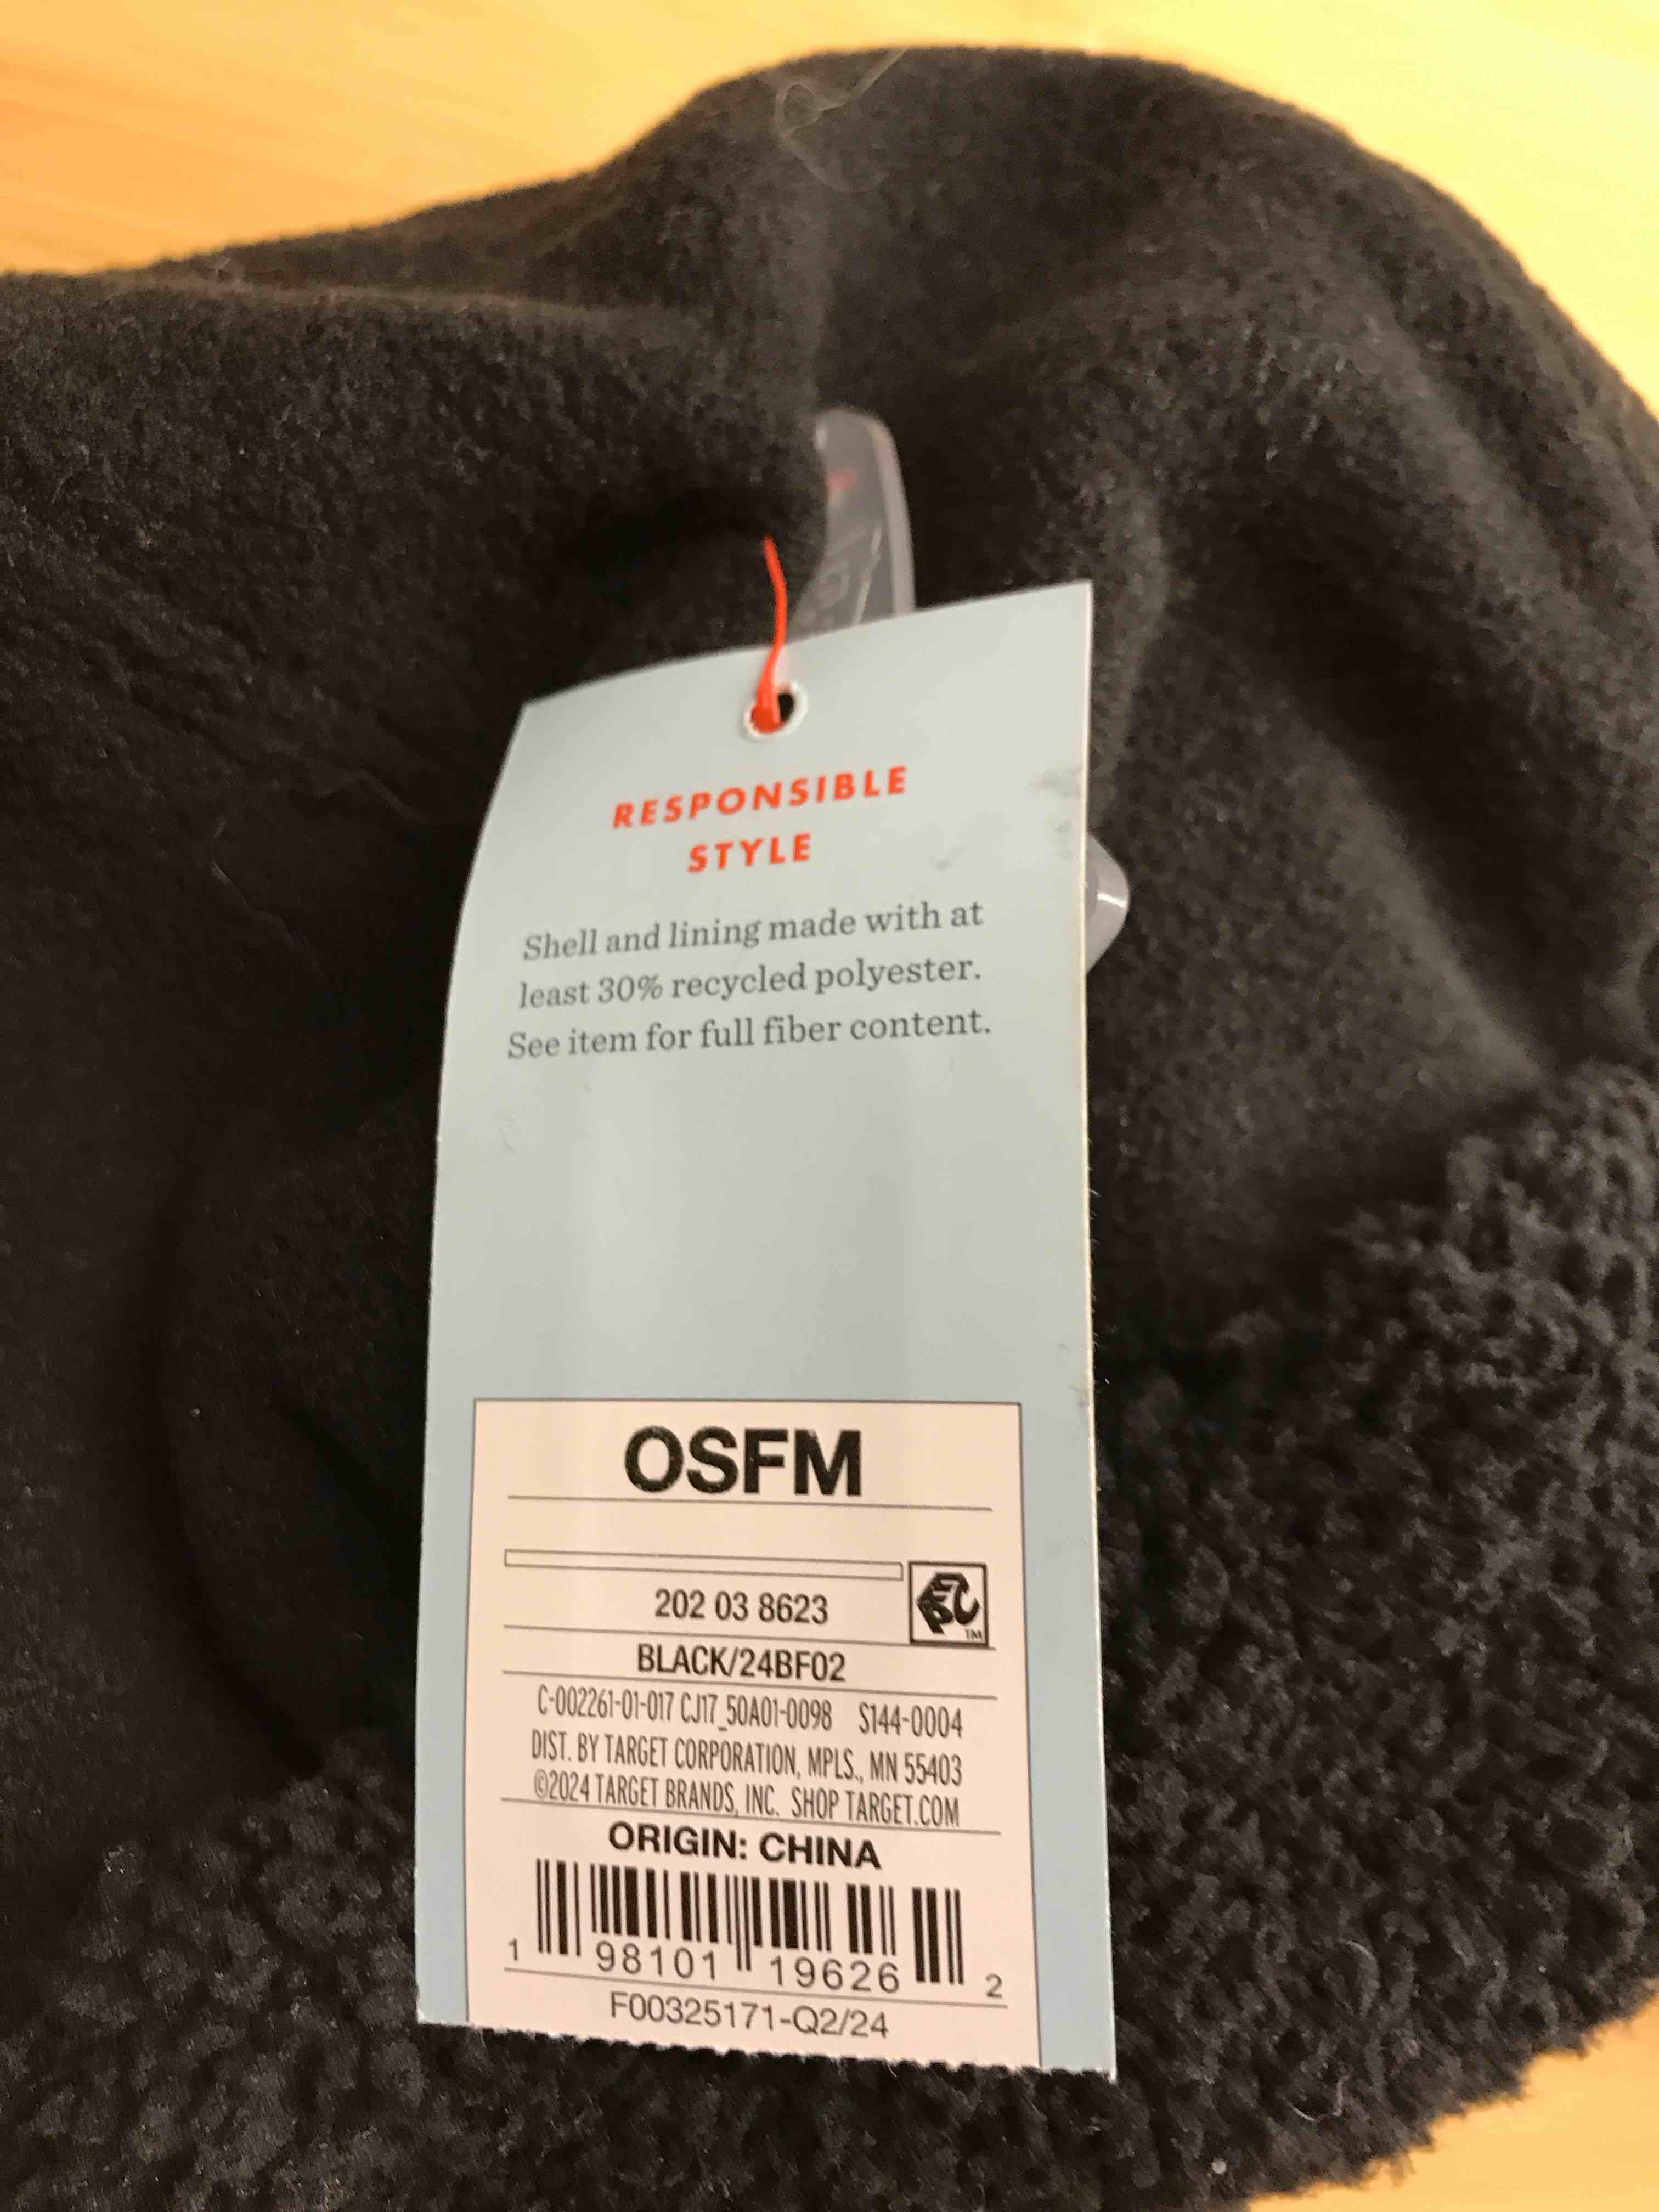 RESPONSIBLE
STYLE
Shell and lining made with at
least 30% recycled polyester.
See item for full fiber content.
OSFM
202 03 8623
EPC
TM
BLACK/24BF02
C-002261-01-017 CJ17_50A01-0098 S144-0004
DIST. BY TARGET CORPORATION, MPLS., MN 55403
©2024 TARGET BRANDS, INC. SHOP TARGET.COM
ORIGIN: CHINA
1 98101 19626 2
F00325171-Q2/24